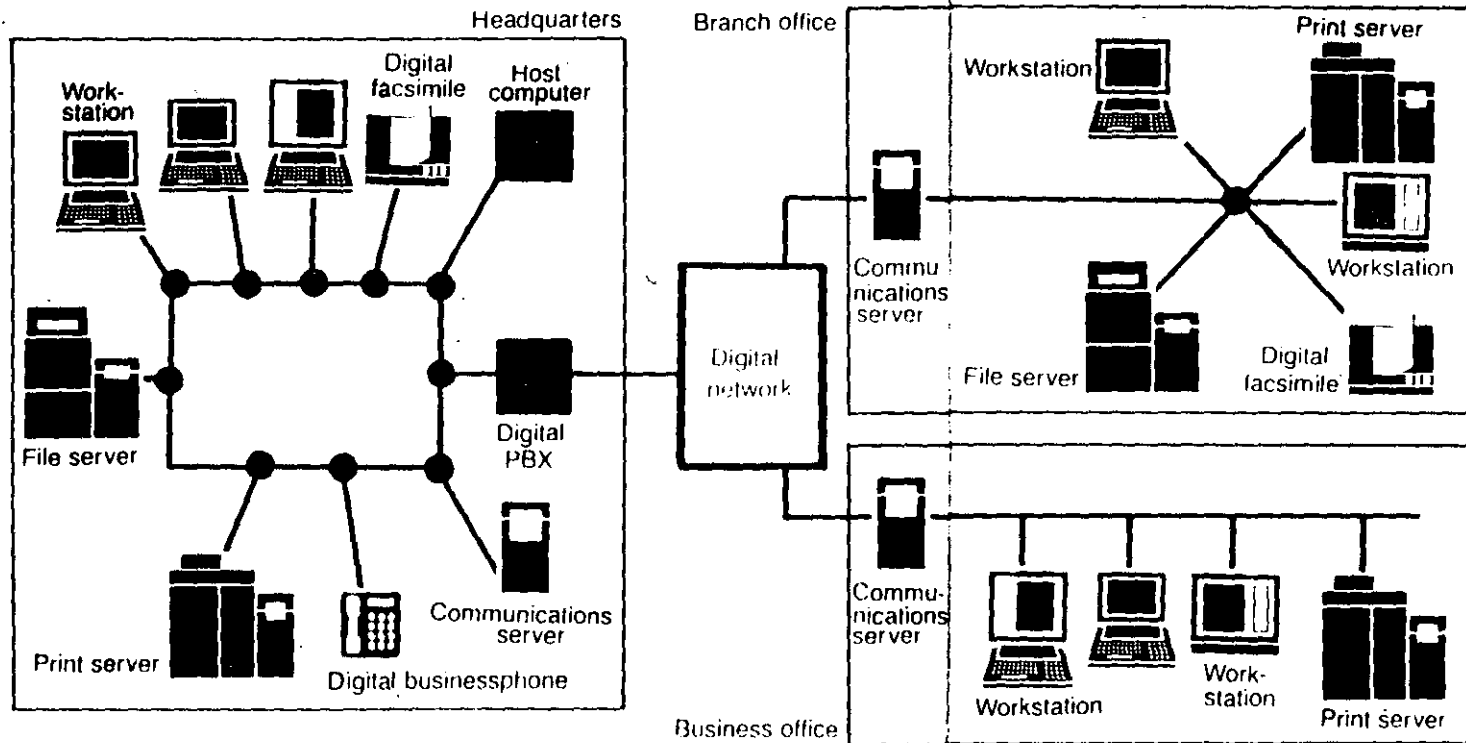 Headquarters
Work-
station
Digital
facsimile
Host
computer
File server
Digital
PBX
Print server
Digital businessphone
Communications
server
Digital
network
Branch office
Workstation
Print server
Commu
nications
server
Workstation
File server
Digital
facsimile
Business office
Commu-
nications
server
Workstation
Work-
station
Print server